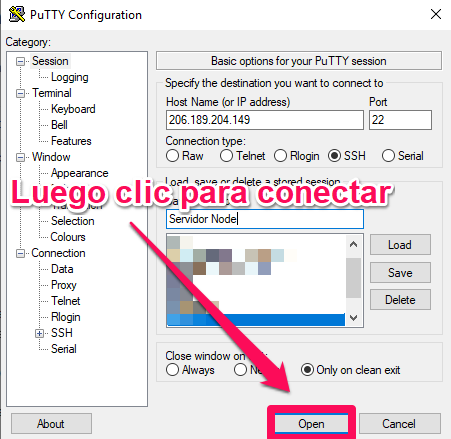 PuTTY Configuration
Category:
Session
Logging
Terminal
Keyboard
Bell
Features
Window
Appearance
Selection
Colours
Connection
Data
Proxy
Telnet
Rlogin
SSH
Serial
Basic options for your PuTTY session
Specify the destination you want to connect to
Host Name (or IP address) Port
206.189.204.149 22
Connection type:
Raw Telnet Rlogin SSH Serial
Load, save or delete a stored session
Luego clic para conectar
Servidor Node
Load
Save
Delete
Close window on
Always Only on clean exit
About Open Cancel